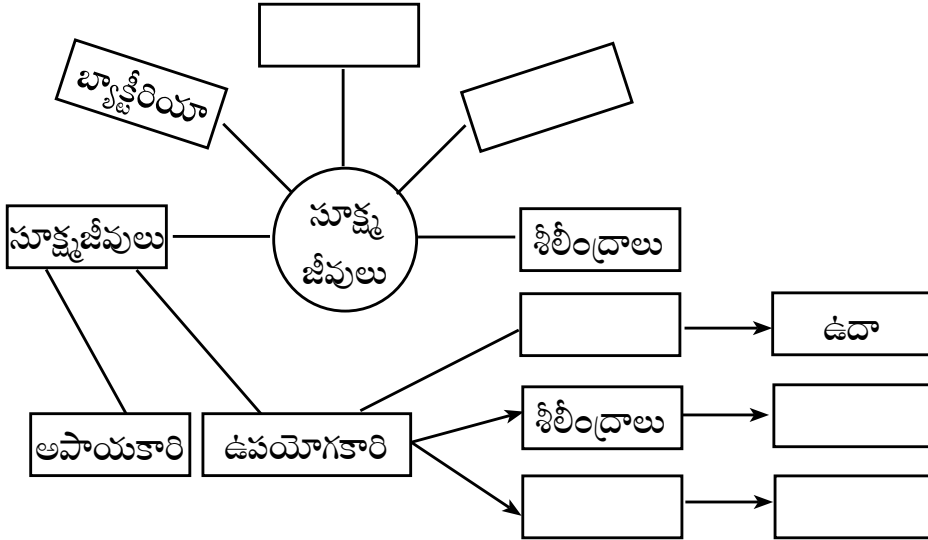 బ్యాక్టీరియా
సూక్ష్మ
జీవులు
సూక్ష్మజీవులు
శీలీంద్రాలు
ఉదా
శీలీంద్రాలు
అపాయకారి
ఉపయోగకారి